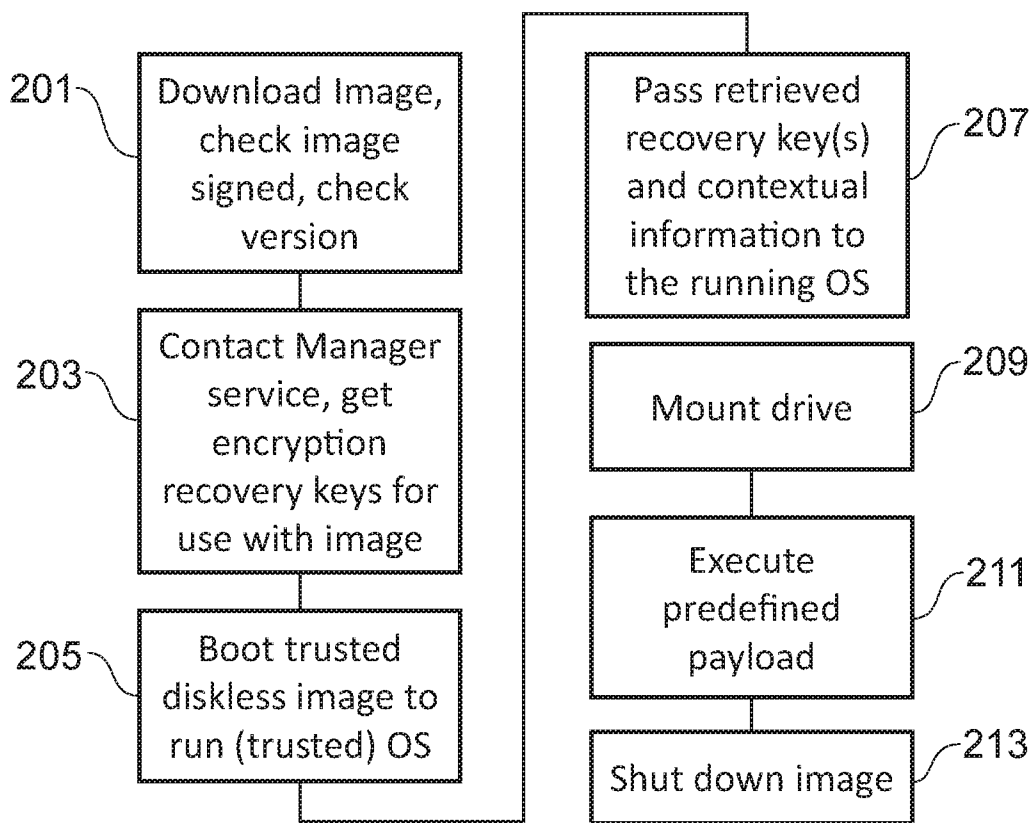 201
Download Image,
check image
signed, check
version
203
Contact Manager
service, get
encryption
recovery keys for
use with image
205
Boot trusted
diskless image to
run (trusted) OS
Pass retrieved
recovery key(s)
and contextual
information to
the running OS
207
Mount drive
209
Execute
predefined
payload
211
Shut down image
213